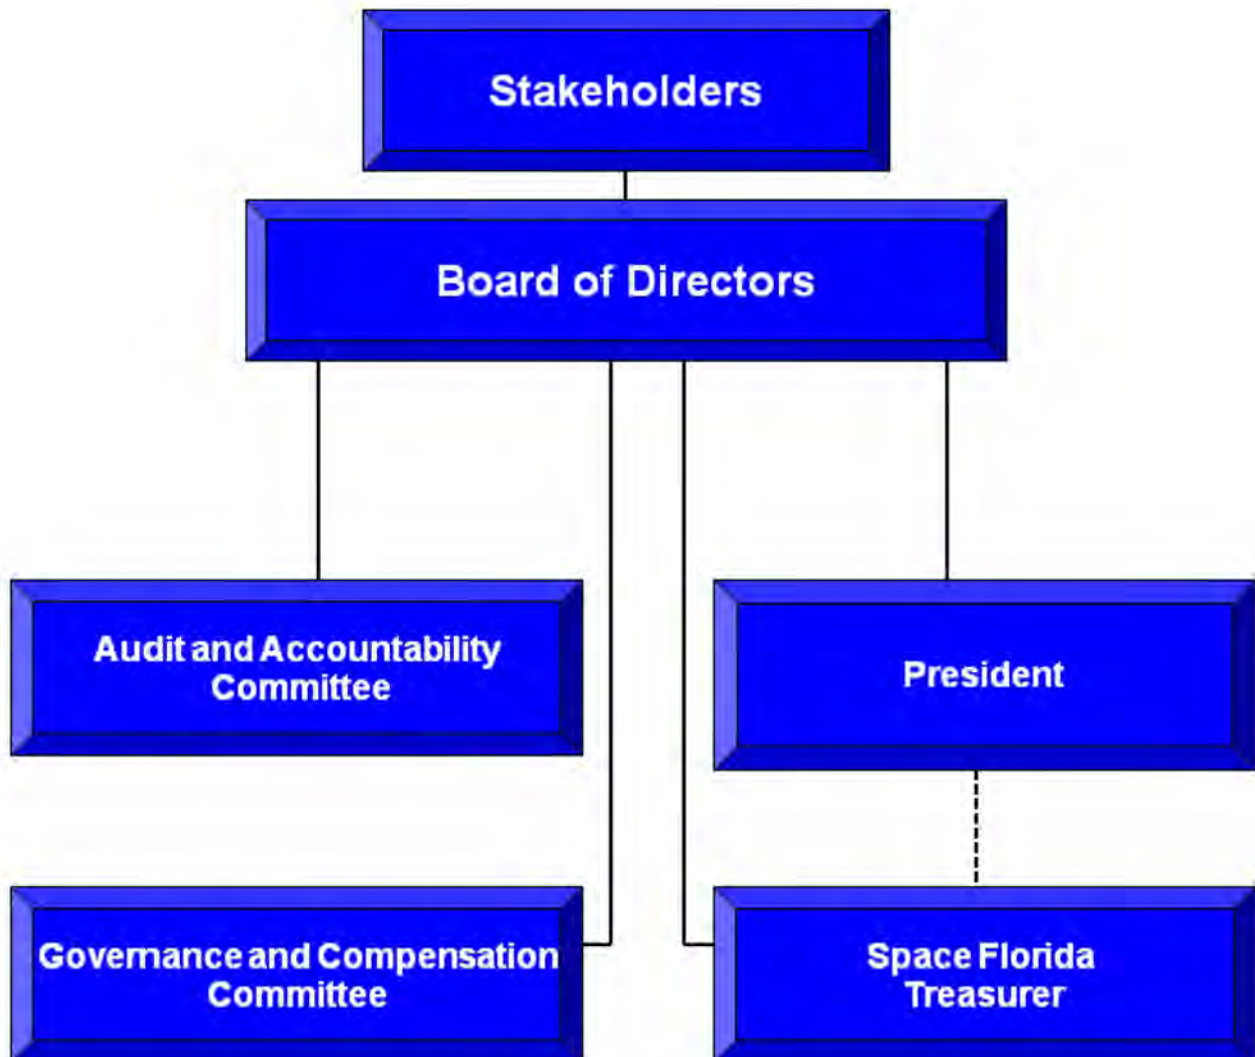 Stakeholders
Board of Directors
Audit and Accountability
Committee
President
Governance and Compensation
Committee
Space Florida
Treasurer